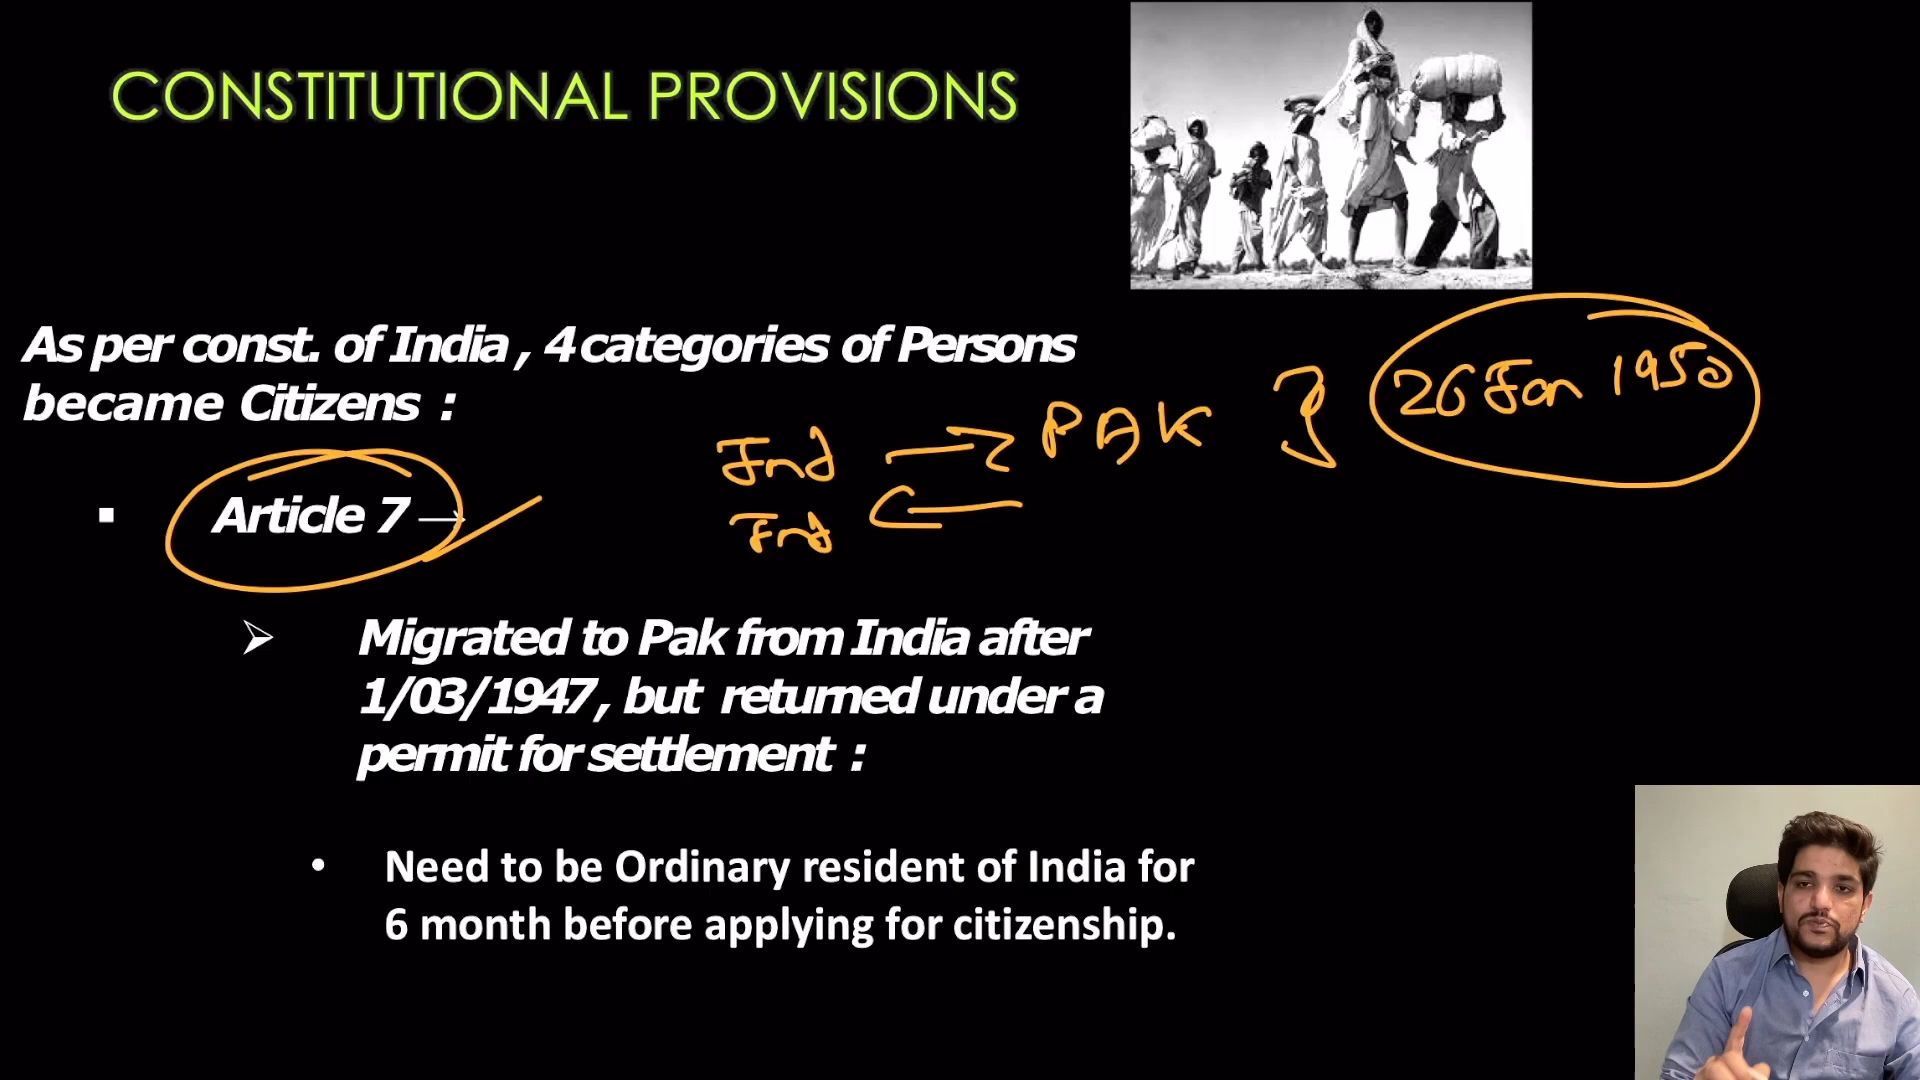 CONSTITUTIONAL PROVISIONS
As per const. of India , 4 categories of Persons
became Citizens :
Ind → PAK } 26 Jan 1950
▪ Article 7 →
Ind ←
➢ Migrated to Pak from India after
1/03/1947, but returned under a
permit for settlement :
• Need to be Ordinary resident of India for
6 month before applying for citizenship.